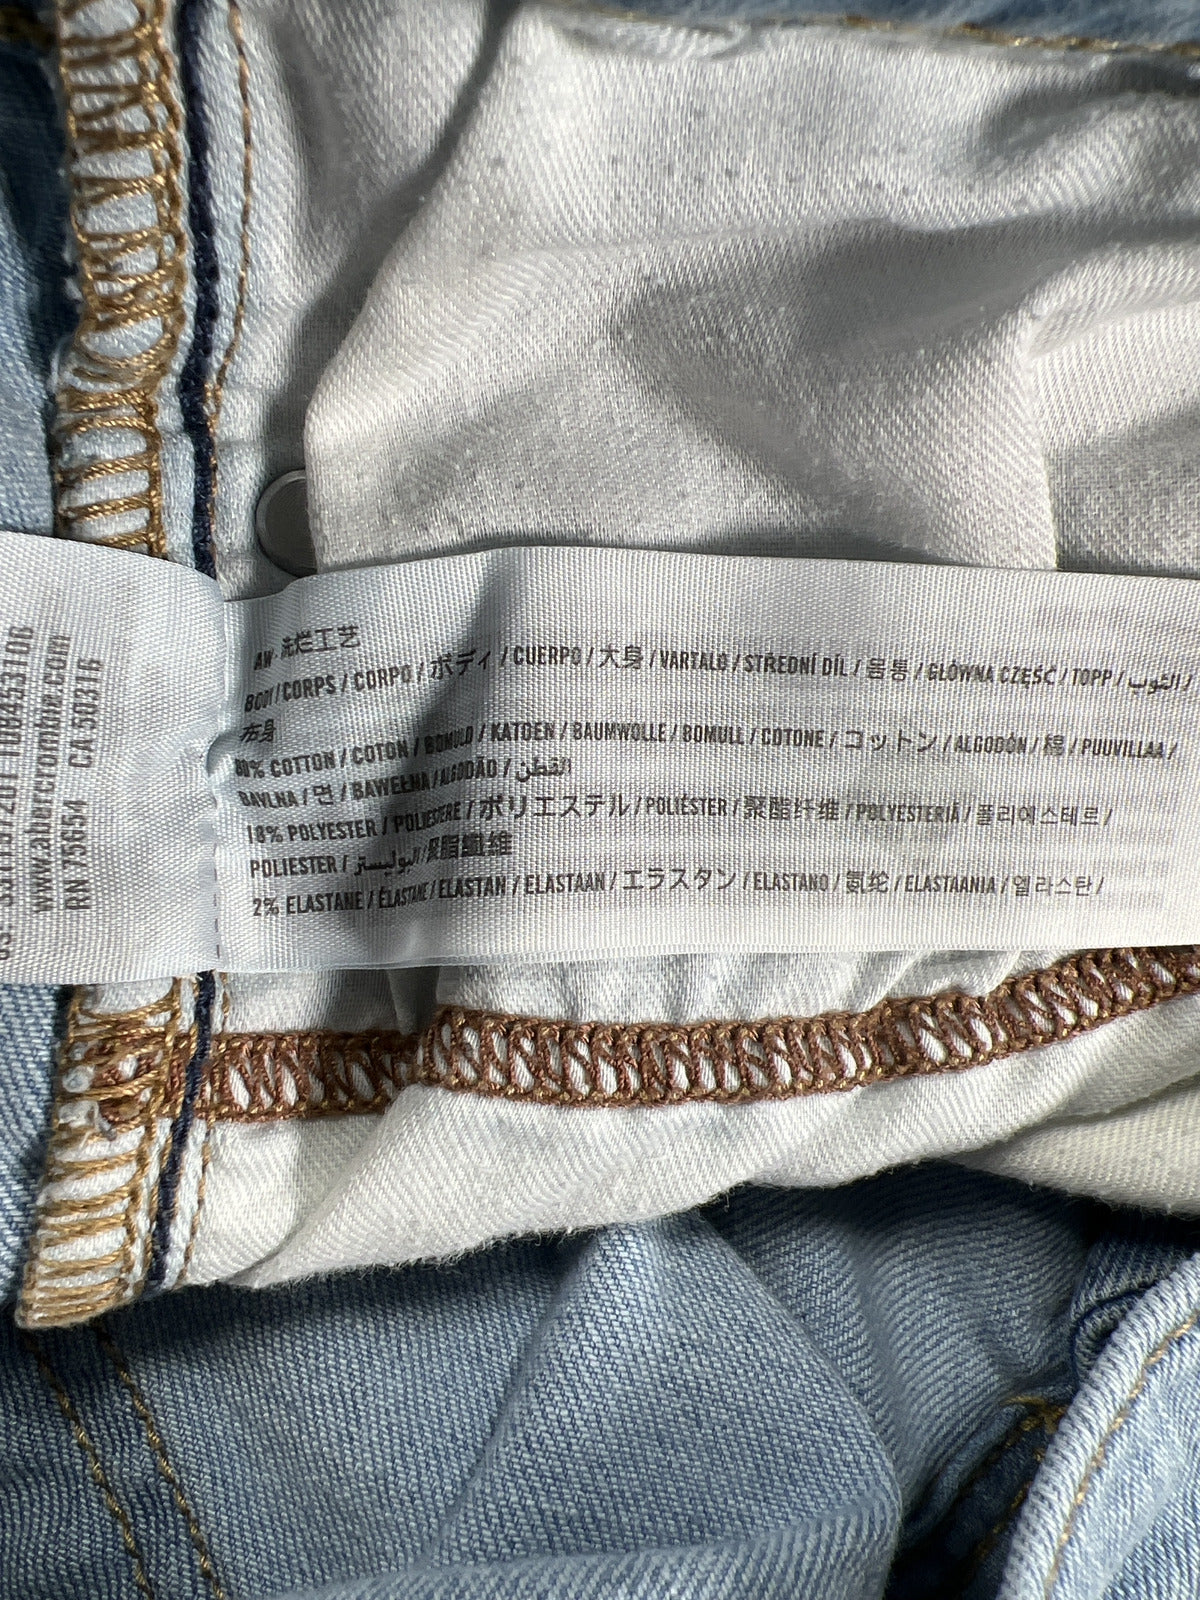 www.abercrombie.com
RN 75654 CA 50316
AW-洗烂工艺
BODY / CORPS / CORPO / ボディ / CUERPO / 大身 / VARTALO / STŘEDNÍ DÍL / 몸통 / GŁÓWNA CZĘŚĆ / TOPP / الثوب /
布身
80% COTTON / COTON / BOMULD / KATOEN / BAUMWOLLE / BOMULL / COTONE / コットン / ALGODÓN / 棉 / PUUVILLAA /
BAVLNA / 면 / BAWEŁNA / ALGODÃO / القطن
18% POLYESTER / POLIESTERE / ポリエステル / POLIÉSTER / 聚酯纤维 / POLYESTERIÄ / 폴리에스테르 /
POLIESTER / البوليستر / 聚脂纖維
2% ELASTANE / ÉLASTANE / ELASTAN / ELASTAAN / エラスタン / ELASTANO / 氨纶 / ELASTAANIA / 엘라스탄 /